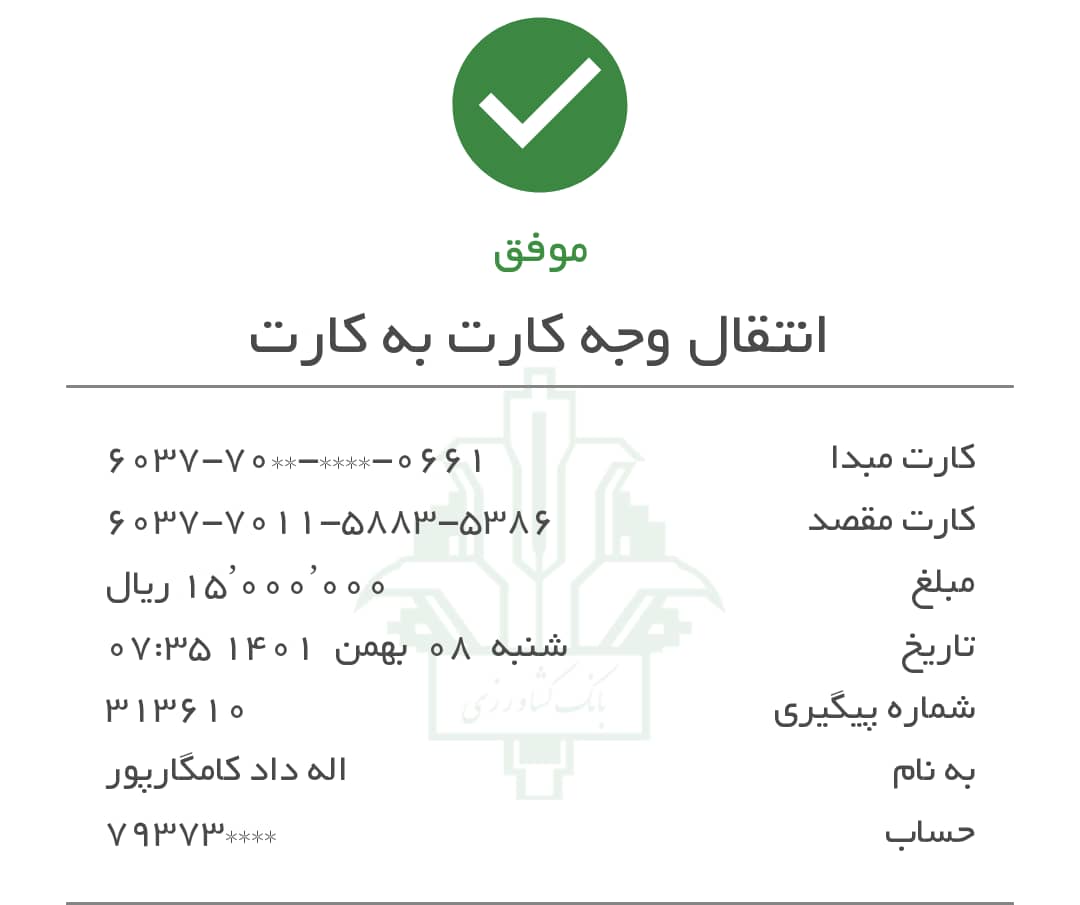 موفق
انتقال وجه کارت به کارت
کارت مبدا ۶۰۳۷-۷۰**-****-۰۶۶۱
کارت مقصد ۶۰۳۷-۷۰۱۱-۵۸۸۳-۵۳۸۶
مبلغ ۱۵٬۰۰۰٬۰۰۰ ریال
تاریخ شنبه ۰۸ بهمن ۱۴۰۱ ۰۷:۳۵
شماره پیگیری ۳۱۳۶۱۰
بانک کشاورزی
به نام اله داد کامگارپور
حساب ۷۹۳۷۳****